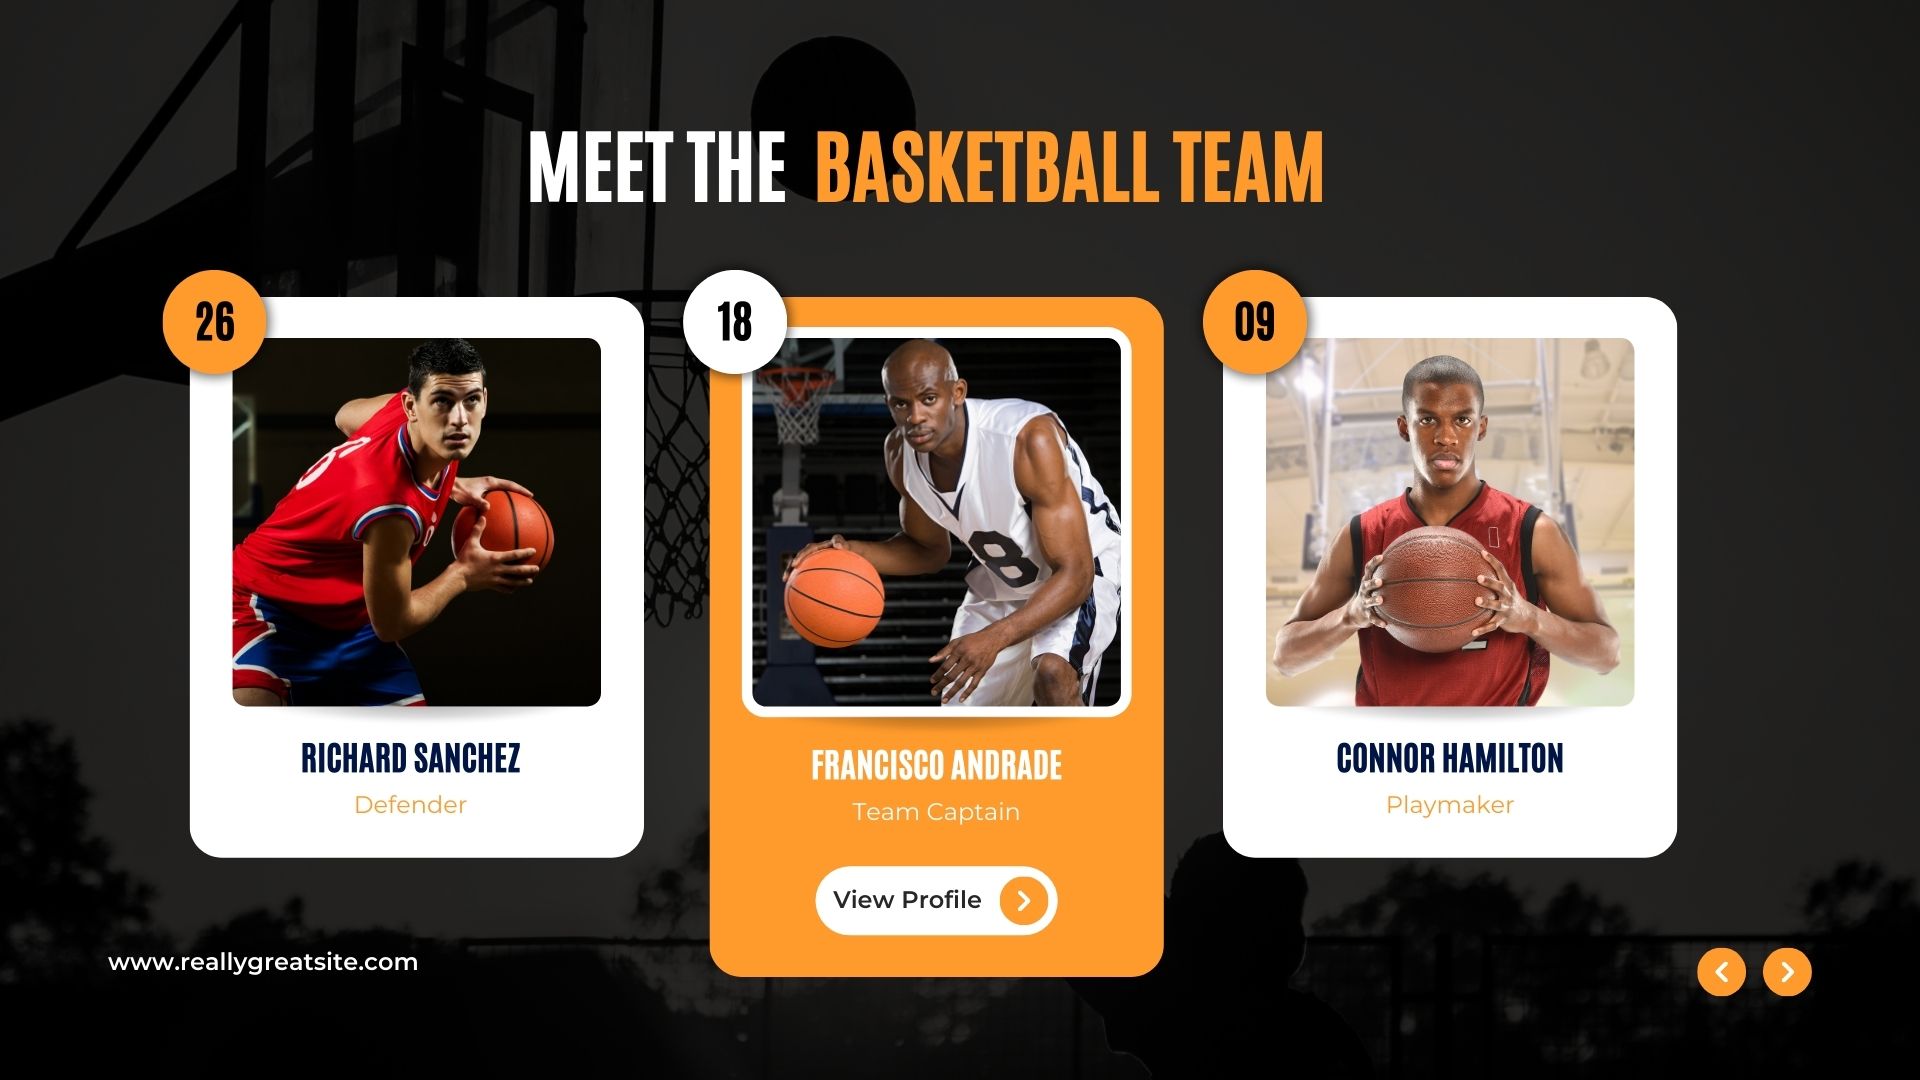 MEET THE BASKETBALL TEAM
26
RICHARD SANCHEZ
Defender
18
8
FRANCISCO ANDRADE
Team Captain
View Profile
09
CONNOR HAMILTON
Playmaker
www.reallygreatsite.com